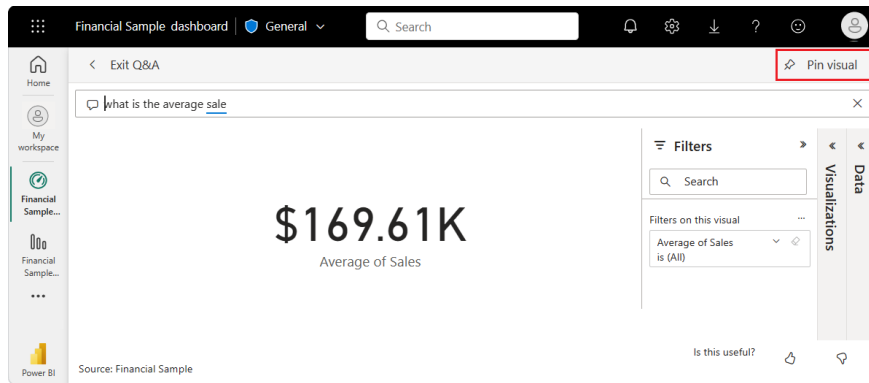 Financial Sample dashboard
General
Search
Exit Q&A
Pin visual
what is the average sale
Home
My
workspace
Financial
Sample...
Financial
Sample...
Power BI
$169.61K
Average of Sales
Filters
Search
Filters on this visual
...
Average of Sales
is (All)
Visualizations
Data
Is this useful?
Source: Financial Sample